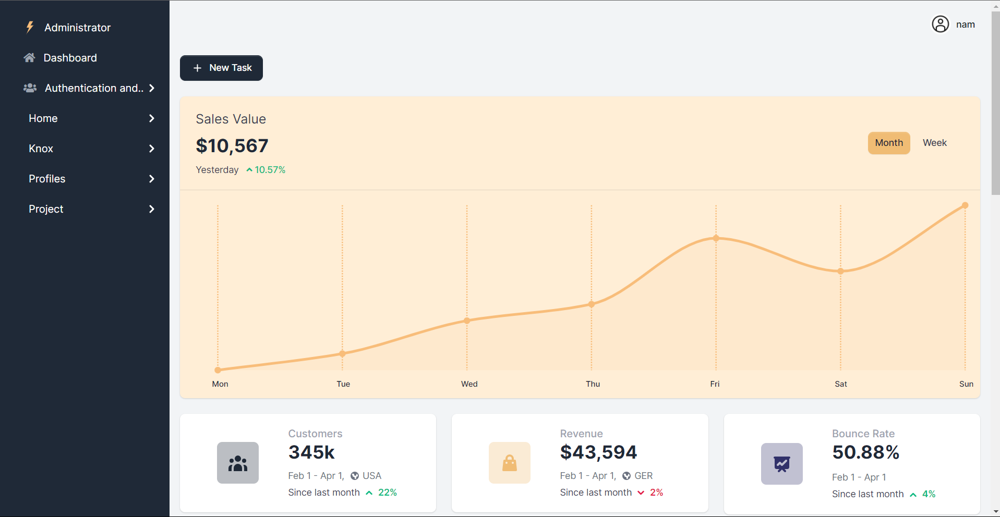 Administrator
Dashboard
Authentication and..
Home
Knox
Profiles
Project
nam
New Task
Sales Value
$10,567
Yesterday 10.57%
Month Week
Mon Tue Wed Thu Fri Sat Sun
Customers
345k
Feb 1 - Apr 1, USA
Since last month 22%
Revenue
$43,594
Feb 1 - Apr 1, GER
Since last month 2%
Bounce Rate
50.88%
Feb 1 - Apr 1
Since last month 4%